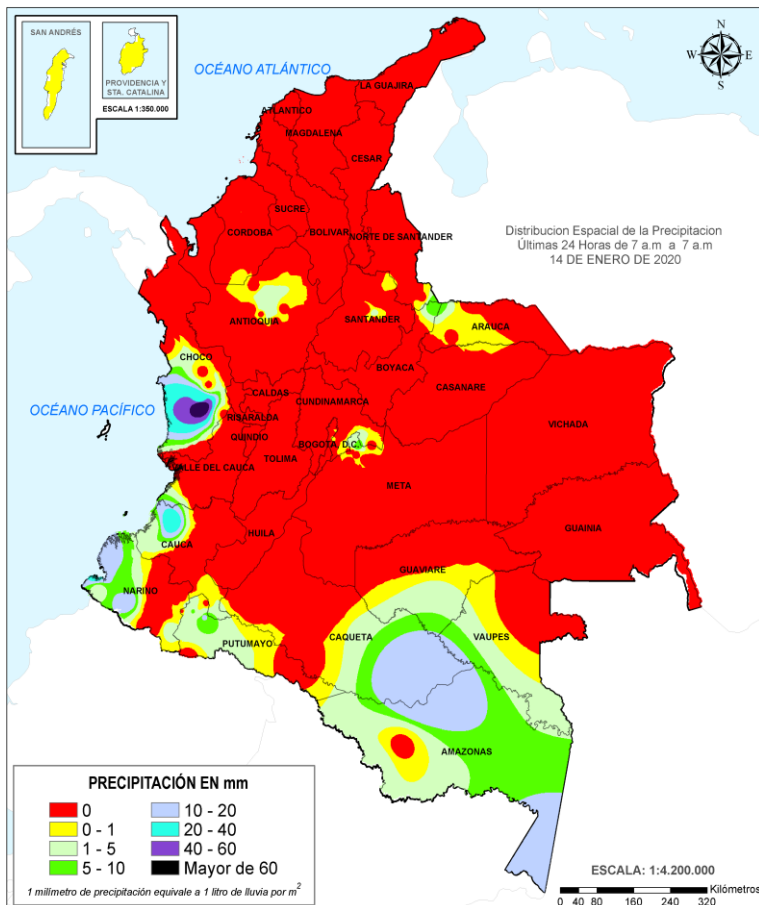 SAN ANDRÉS
PROVIDENCIA Y
STA. CATALINA
ESCALA 1:350.000
OCÉANO ATLÁNTICO
N
W
E
S
LA GUAJIRA
ATLANTICO
MAGDALENA
CESAR
SUCRE
CORDOBA
BOLIVAR
NORTE DE SANTANDER
Distribucion Espacial de la Precipitacion
Últimas 24 Horas de 7 a.m a 7 a.m
14 DE ENERO DE 2020
ANTIOQUIA
SANTANDER
ARAUCA
CHOCO
BOYACA
CASANARE
OCÉANO PACÍFICO
CALDAS
CUNDINAMARCA
RISARALDA
VICHADA
QUINDIO
BOGOTA D.C.
TOLIMA
VALLE DEL CAUCA
META
GUAINIA
HUILA
CAUCA
GUAVIARE
NARIÑO
PUTUMAYO
CAQUETA
VAUPES
AMAZONAS
PRECIPITACIÓN EN mm
0
10 - 20
0 - 1
20 - 40
1 - 5
40 - 60
5 - 10
Mayor de 60
1 milimetro de precipitación equivale a 1 litro de lluvia por m2
ESCALA: 1:4.200.000
Kilómetros
0 40 80 160 240 320